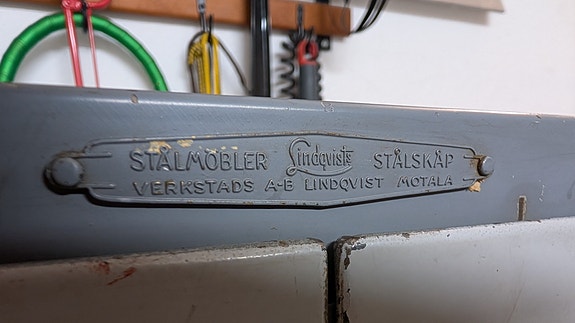 STÅLMÖBLER Lindqvists STÅLSKÅP
VERKSTADS A-B LINDQVIST MOTALA